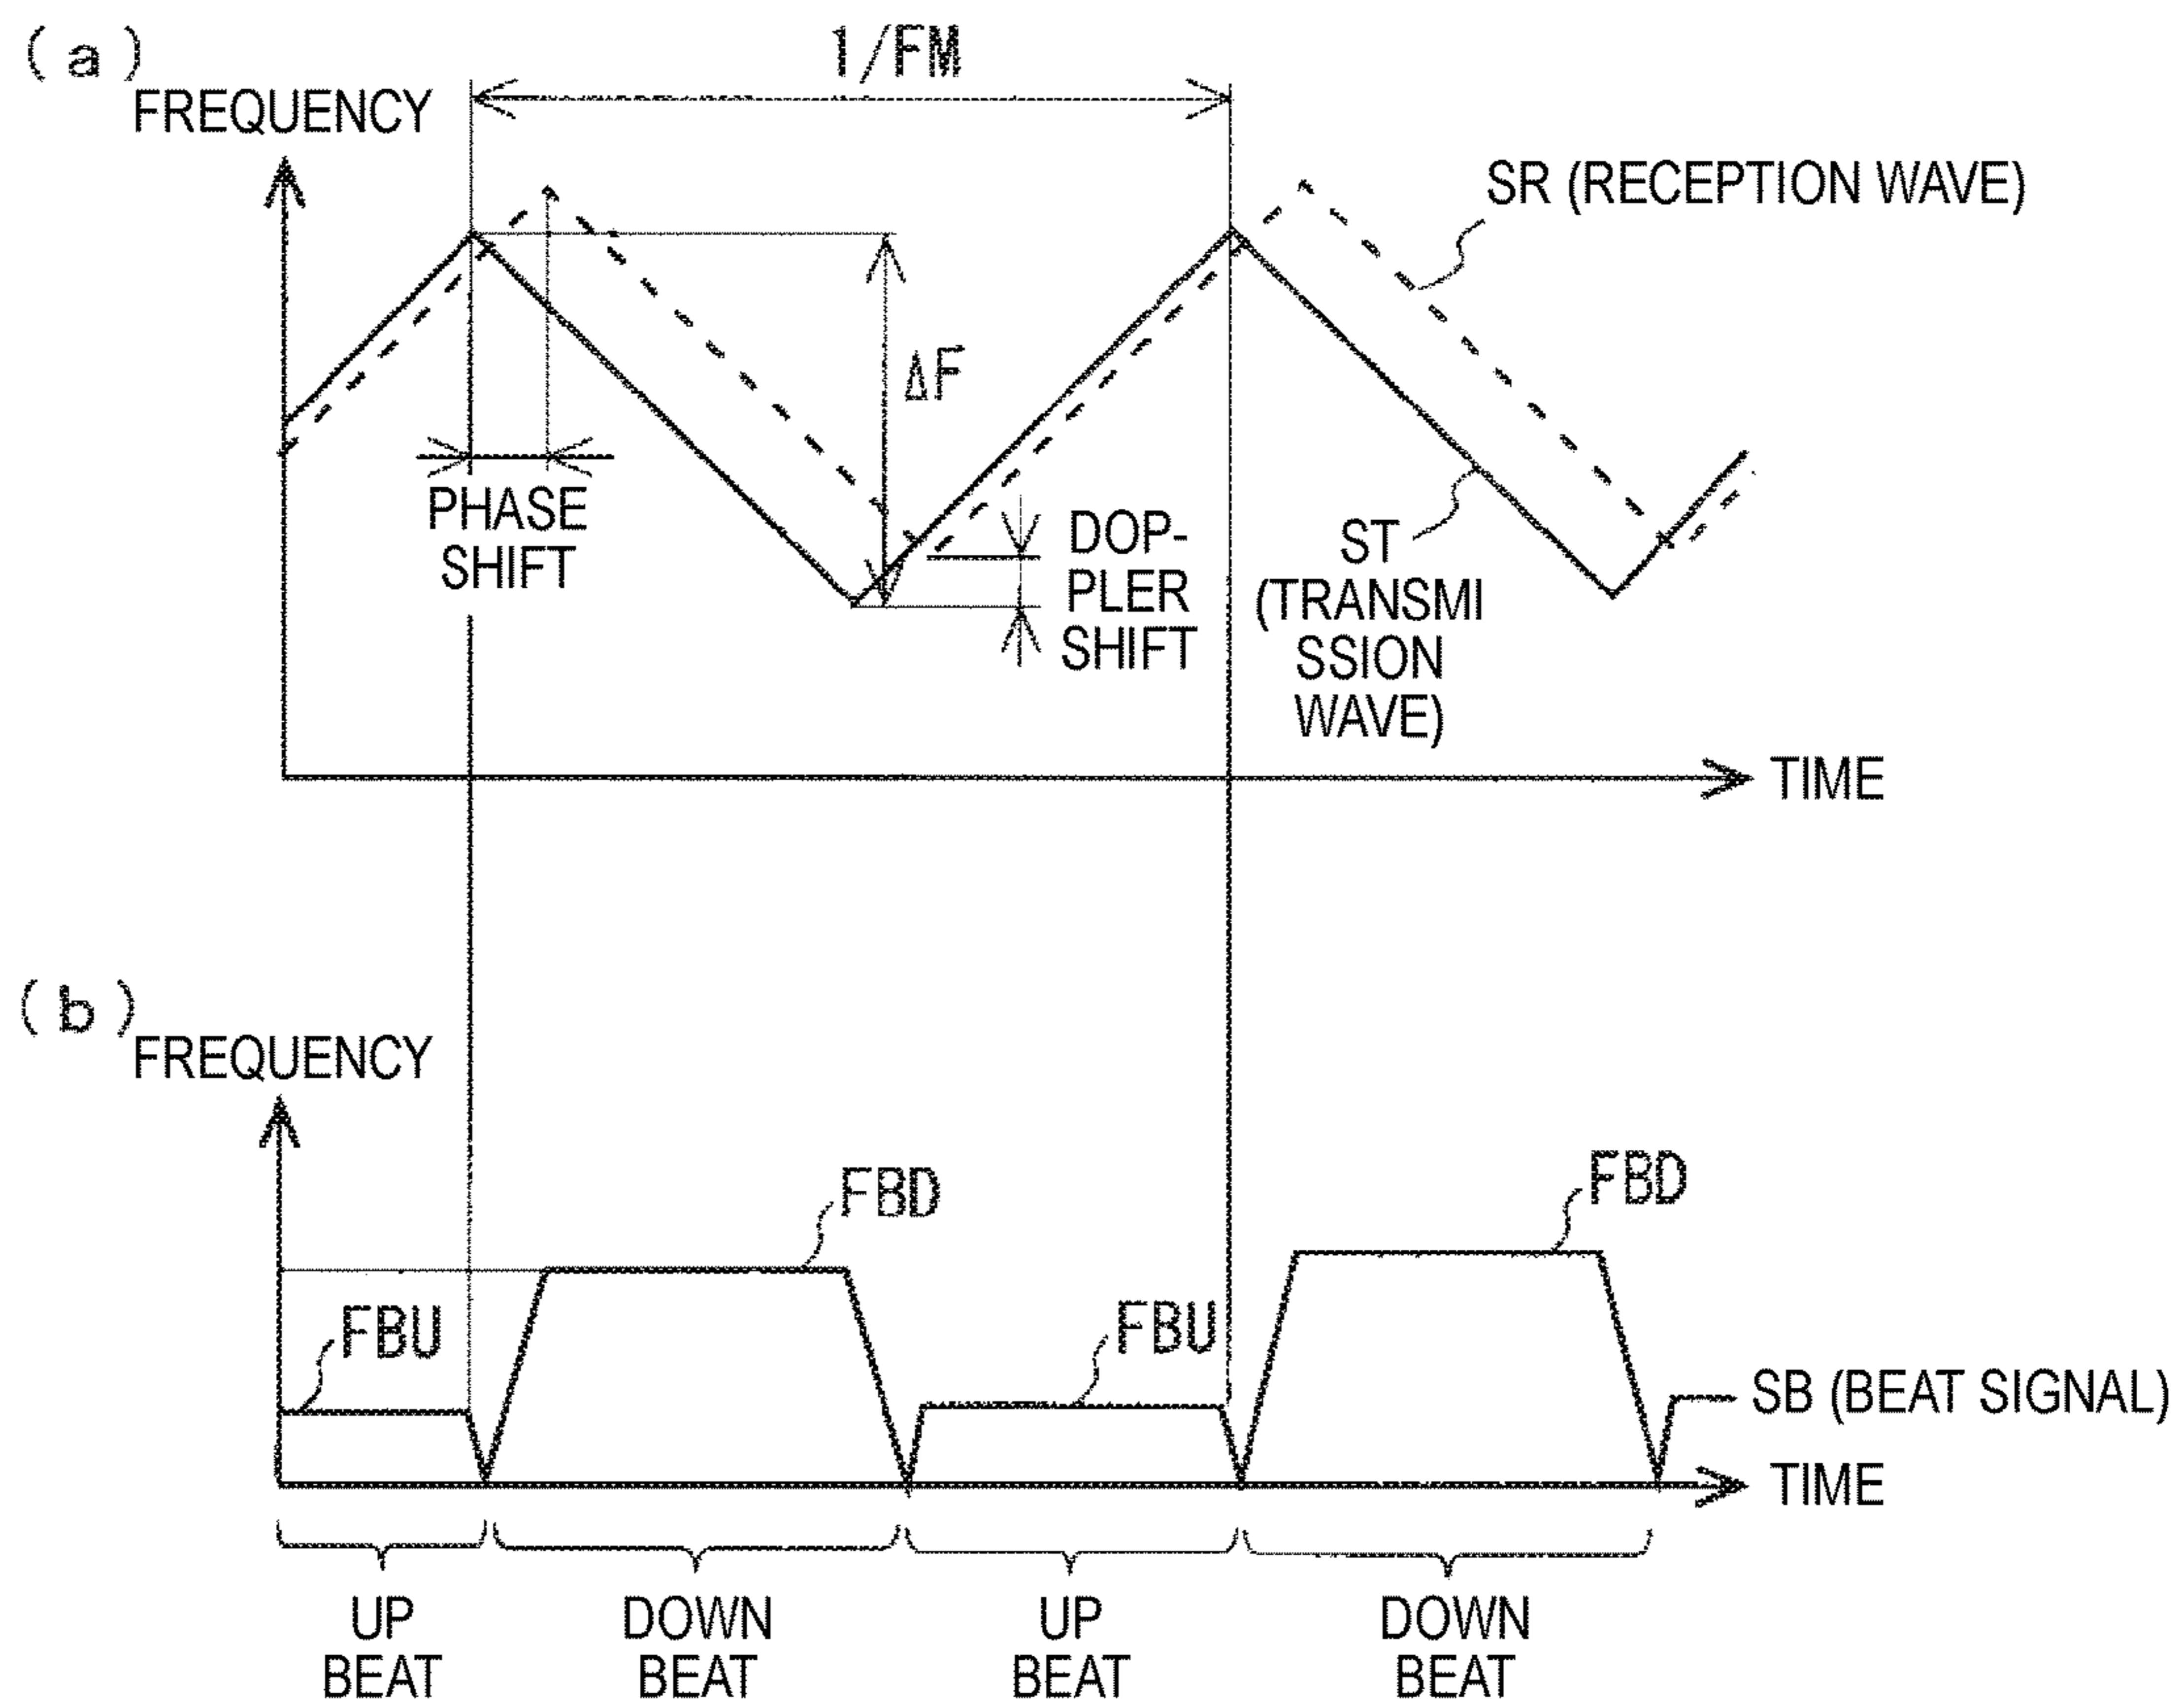 (a)
1/FM
FREQUENCY
SR (RECEPTION WAVE)
ΔF
PHASE
SHIFT
DOP-
PLER
SHIFT
ST
(TRANSMI
SSION
WAVE)
TIME
(b)
FREQUENCY
FBD
FBD
FBU
FBU
SB (BEAT SIGNAL)
TIME
UP
BEAT
DOWN
BEAT
UP
BEAT
DOWN
BEAT